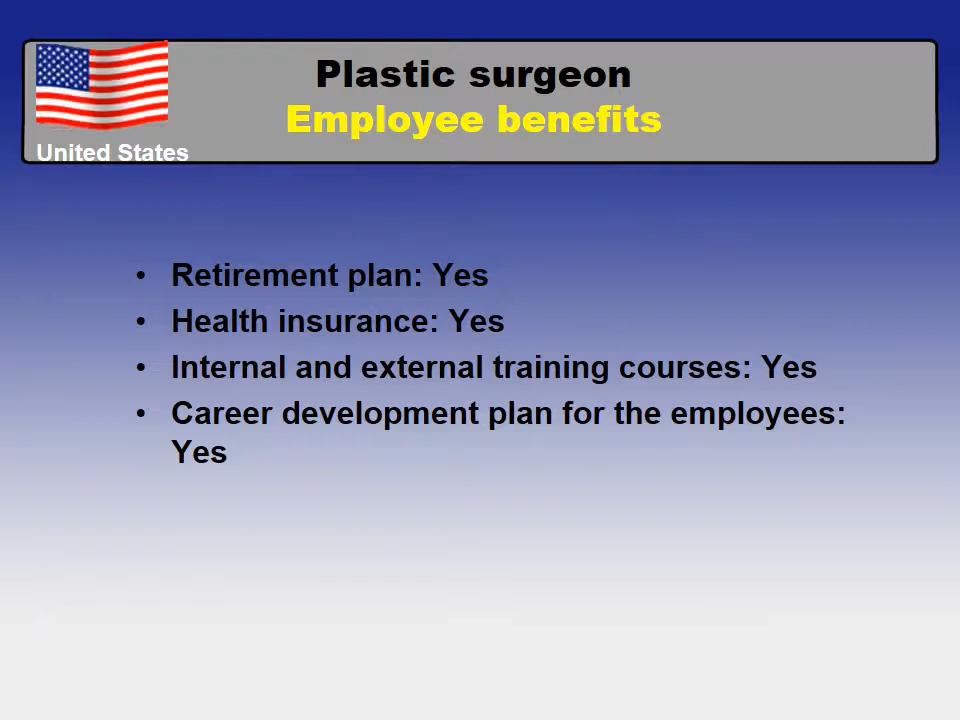 Plastic surgeon
Employee benefits
United States
• Retirement plan: Yes
• Health insurance: Yes
• Internal and external training courses: Yes
• Career development plan for the employees:
Yes